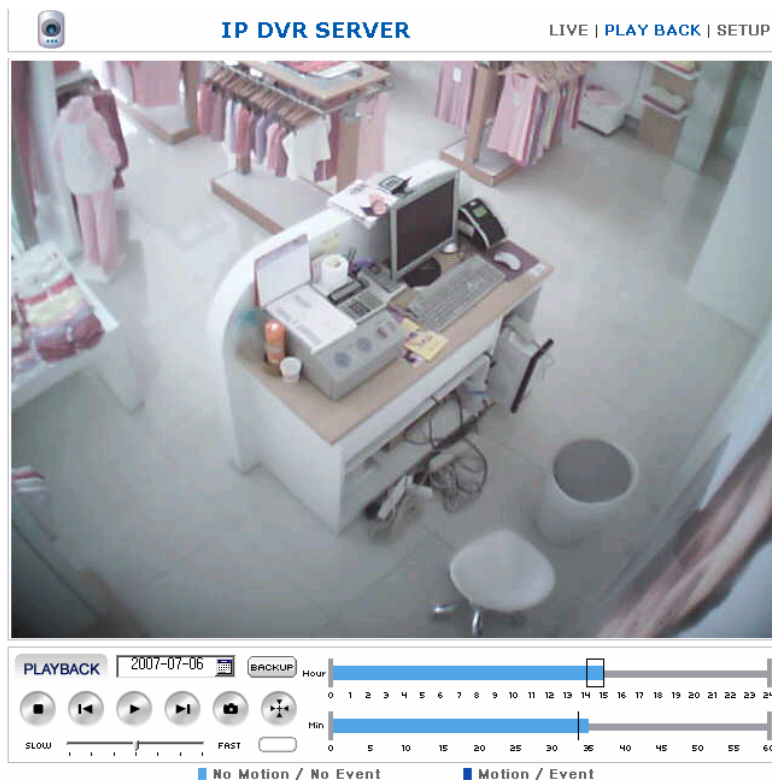 IP DVR SERVER
LIVE | PLAY BACK | SETUP
PLAYBACK 2007-07-06 BACKUP
Hour
0 1 2 3 4 5 6 7 8 9 10 11 12 13 14 15 16 17 18 19 20 21 22 23
Min
0 5 10 15 20 25 30 35 40 45 50 55 60
SLOW FAST
No Motion / No Event Motion / Event